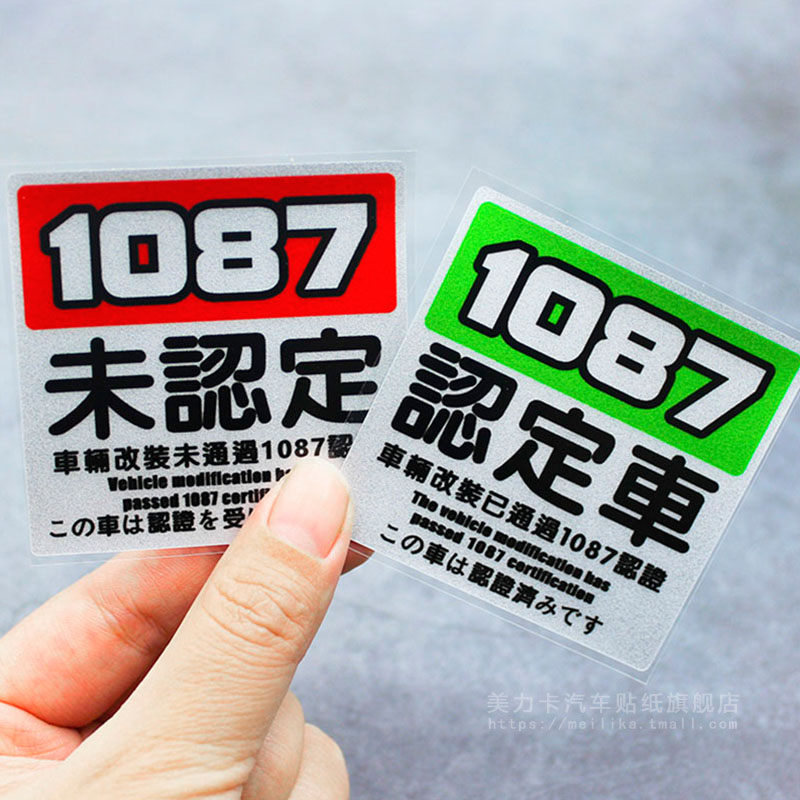 1087
未認定
車輛改裝未通過1087認
Vehicle modification has
passed 1087 certifi
この車は認證を受
1087
認定車
車輛改裝已通過1087認證
The vehicle modification has
passed 1087 certification
この車は認證済みです
美力卡汽车贴纸旗舰店
https://meilika.tmall.com